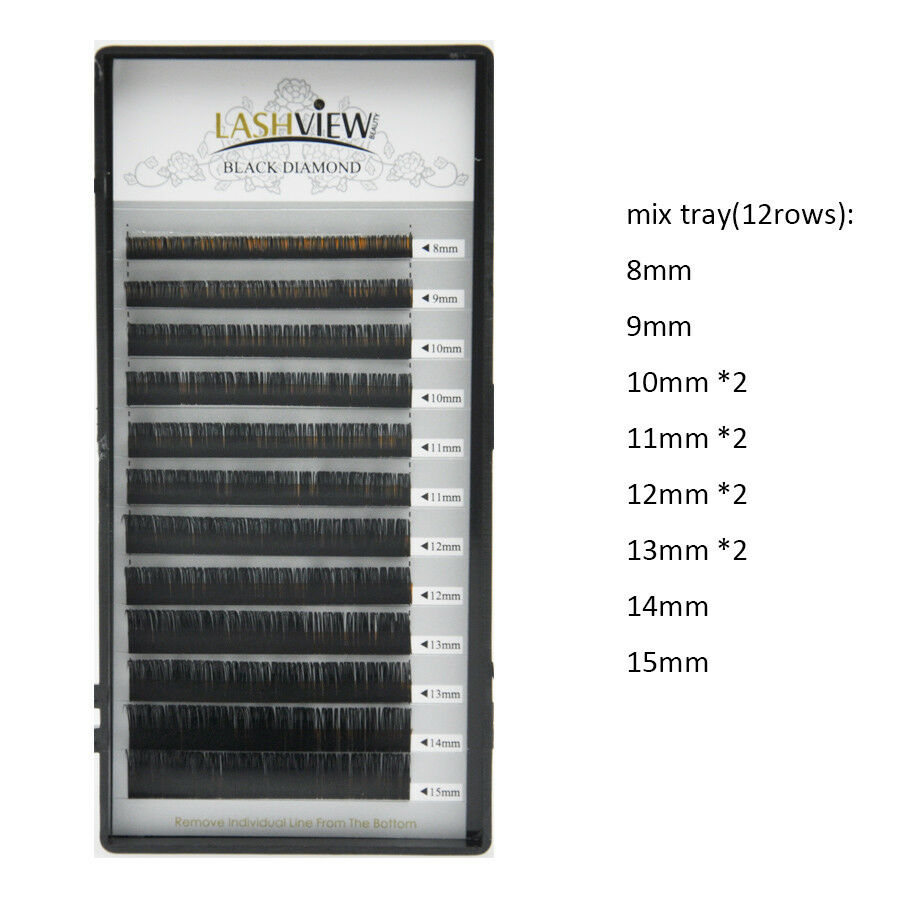 LASHVIEW
BEAUTY
BLACK DIAMOND
◄8mm
◄9mm
◄10mm
◄10mm
◄11mm
◄11mm
◄12mm
◄12mm
◄13mm
◄13mm
◄14mm
◄15mm
Remove Individual Line From The Bottom
mix tray(12rows):
8mm
9mm
10mm *2
11mm *2
12mm *2
13mm *2
14mm
15mm